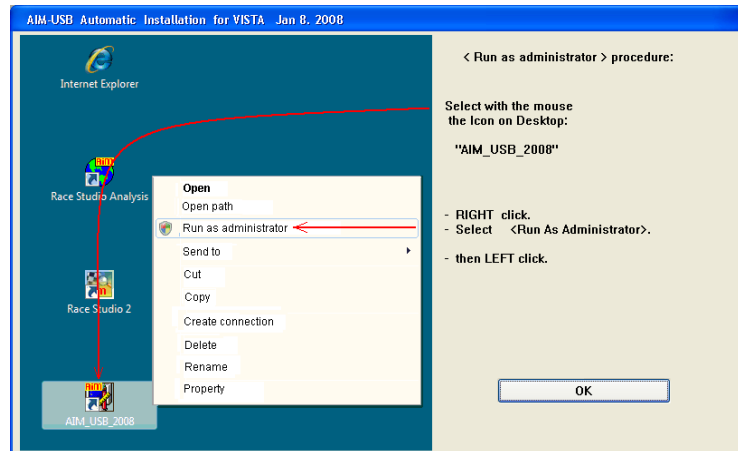 AIM-USB Automatic Installation for VISTA Jan 8. 2008
Internet Explorer
AiM
Race Studio Analysis
Race Studio 2
AiM
AIM_USB_2008
Open
Open path
Run as administrator
Send to
Cut
Copy
Create connection
Delete
Rename
Property
< Run as administrator > procedure:
Select with the mouse
the Icon on Desktop:
"AIM_USB_2008"
- RIGHT click.
- Select <Run As Administrator>.
- then LEFT click.
OK